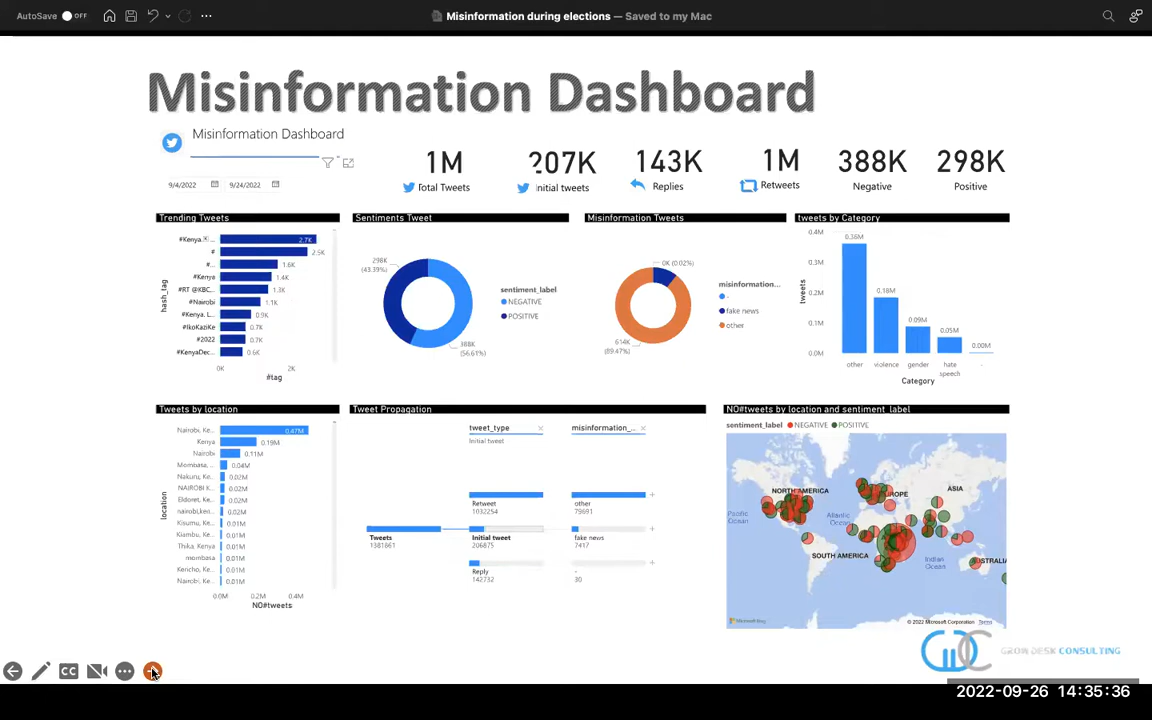 AutoSave OFF
Misinformation during elections — Saved to my Mac
Misinformation Dashboard
Misinformation Dashboard
9/4/2022 9/24/2022
1M 207K 143K 1M 388K 298K
Total Tweets Initial tweets Replies Retweets Negative Positive
Trending Tweets
hash_tag
#Kenya... 2.7K
# 2.5K
#... 1.6K
#Kenya 1.4K
#RT @KBC... 1.3K
#Nairobi 1.1K
#Kenya, L... 0.9K
#IkoKaziKe 0.7K
#2022 0.7K
#KenyaDec... 0.6K
0K 2K
#tag
Sentiments Tweet
298K
(43.39%)
388K
(56.61%)
sentiment_label
NEGATIVE
POSITIVE
Misinformation Tweets
0K (0.02%)
614K
(89.47%)
misinformation...
-
fake news
other
tweets by Category
tweets
0.4M
0.3M
0.2M
0.1M
0.0M
0.36M 0.18M 0.09M 0.05M 0.00M
other violence gender hate speech -
Category
Tweets by location
location
Nairobi, Ke... 0.47M
Kenya 0.19M
Nairobi 0.11M
Mombasa, ... 0.04M
Nakuru, Ke... 0.02M
NAIROBI K... 0.02M
Eldoret, Ke... 0.02M
nairobi,ken... 0.02M
Kisumu, Ke... 0.01M
Kiambu, Ke... 0.01M
Thika, Kenya 0.01M
mombasa 0.01M
Kericho, Ke... 0.01M
Nairobi, Ke... 0.01M
0.0M 0.2M 0.4M
NO#tweets
Tweet Propagation
tweet_type
Initial tweet
misinformation_...
Tweets
1381861
Retweet
1032254
Initial tweet
206875
Reply
142732
other
79691
fake news
7417
-
30
NO#tweets by location and sentiment_label
sentiment_label NEGATIVE POSITIVE
NORTH AMERICA
EUROPE
ASIA
Pacific
Ocean
Atlantic
Ocean
SOUTH AMERICA
Indian
Ocean
AUSTRALIA
Microsoft Bing
© 2022 Microsoft Corporation Terms
GROW DESK CONSULTING
CC
2022-09-26 14:35:36